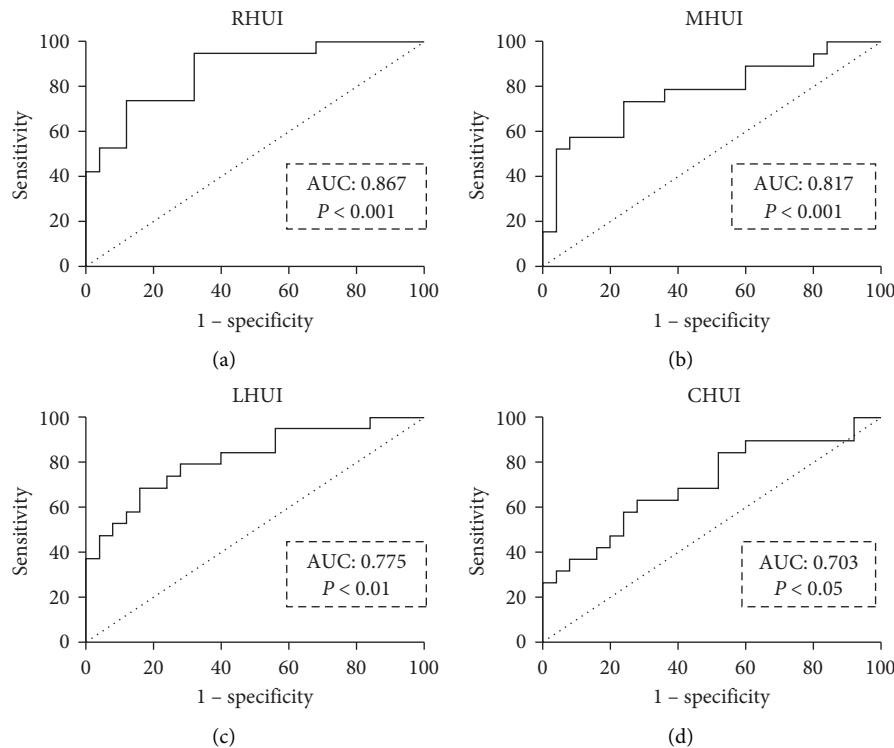 RHUI
100
80
60
40
20
0
Sensitivity
AUC: 0.867
P < 0.001
0 20 40 60 80 100
1 – specificity
(a)
MHUI
100
80
60
40
20
0
Sensitivity
AUC: 0.817
P < 0.001
0 20 40 60 80 100
1 – specificity
(b)
LHUI
100
80
60
40
20
0
Sensitivity
AUC: 0.775
P < 0.01
0 20 40 60 80 100
1 – specificity
(c)
CHUI
100
80
60
40
20
0
Sensitivity
AUC: 0.703
P < 0.05
0 20 40 60 80 100
1 – specificity
(d)